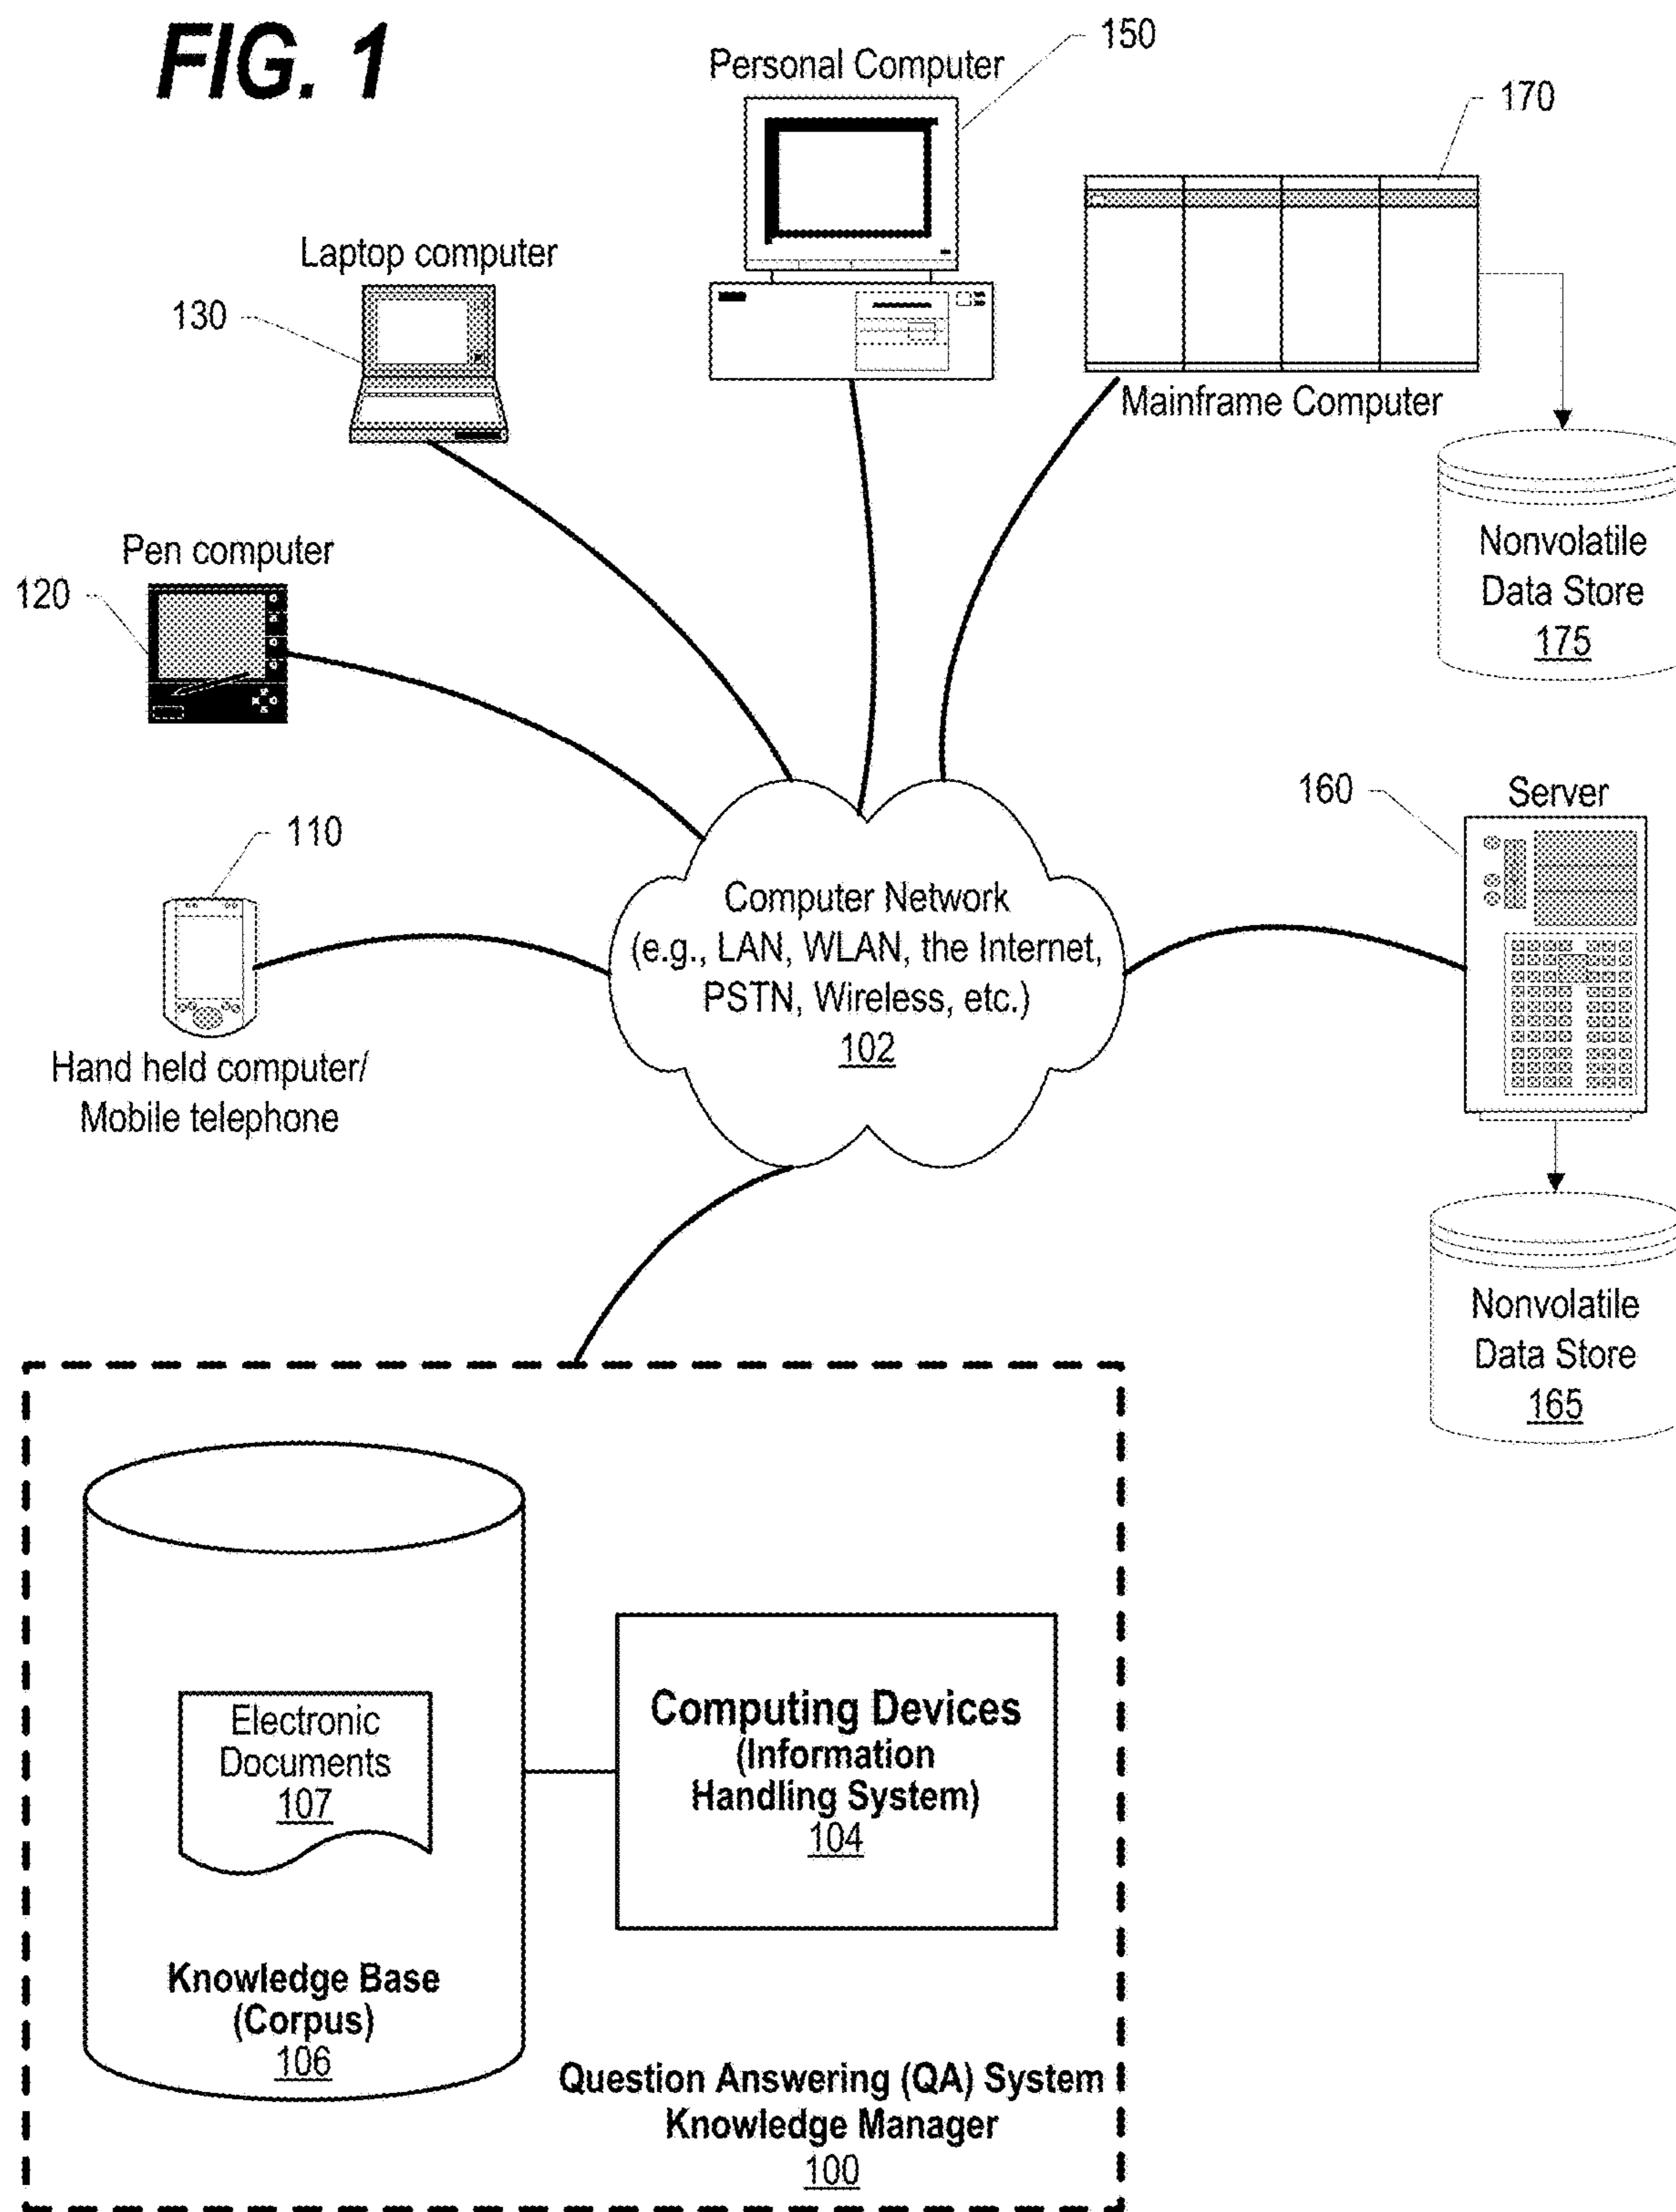 FIG. 1
Personal Computer
150
170
Laptop computer
130
Mainframe Computer
Nonvolatile
Data Store
175
Pen computer
120
110
Hand held computer/
Mobile telephone
Computer Network
(e.g., LAN, WLAN, the Internet,
PSTN, Wireless, etc.)
102
160
Server
Nonvolatile
Data Store
165
Electronic
Documents
107
Knowledge Base
(Corpus)
106
Computing Devices
(Information
Handling System)
104
Question Answering (QA) System
Knowledge Manager
100